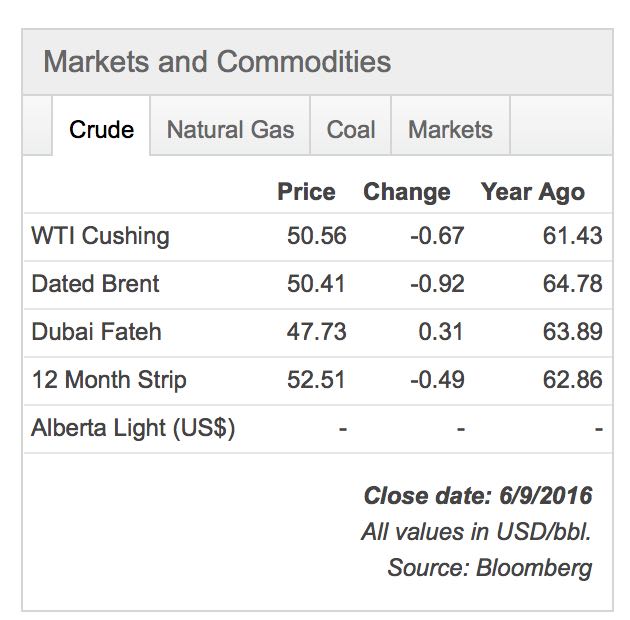 Markets and Commodities
Crude Natural Gas Coal Markets
Price Change Year Ago
WTI Cushing 50.56 -0.67 61.43
Dated Brent 50.41 -0.92 64.78
Dubai Fateh 47.73 0.31 63.89
12 Month Strip 52.51 -0.49 62.86
Alberta Light (US$) - - -
Close date: 6/9/2016
All values in USD/bbl.
Source: Bloomberg